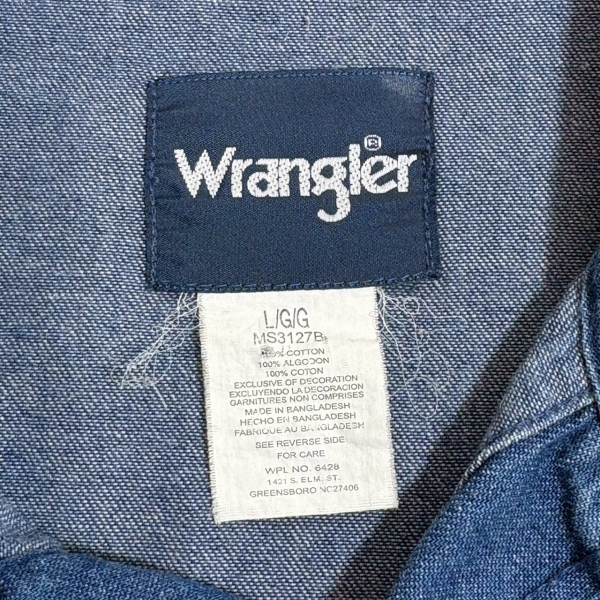 Wrangler®
L/G/G
MS3127B
COTTON
100% ALGODON
100% COTON
EXCLUSIVE OF DECORATION
EXCLUYENDO LA DECORACION
GARNITURES NON COMPRISES
MADE IN BANGLADESH
HECHO EN BANGLADESH
FABRIQUE AU BANGLADESH
SEE REVERSE SIDE
FOR CARE
WPL NO. 6428
1421 S. ELM. ST.
GREENSBORO NC27406